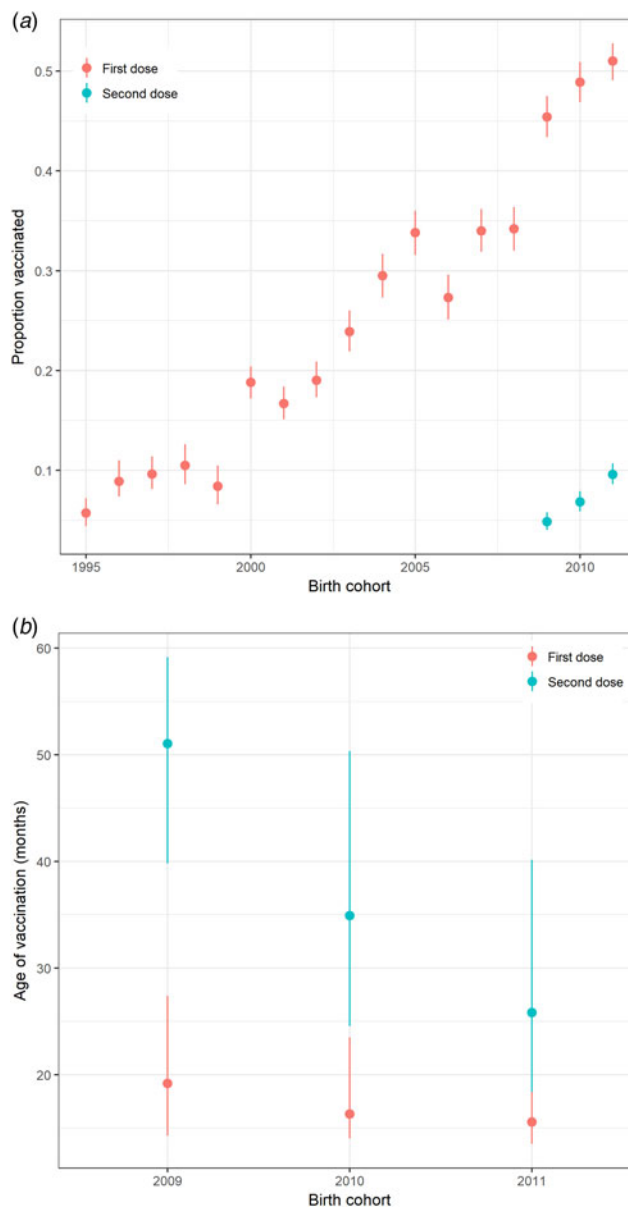 (a)
First dose
Second dose
0.5
0.4
0.3
0.2
0.1
Proportion vaccinated
1995 2000 2005 2010
Birth cohort
(b)
First dose
Second dose
60
50
40
30
20
Age of vaccination (months)
2009 2010 2011
Birth cohort